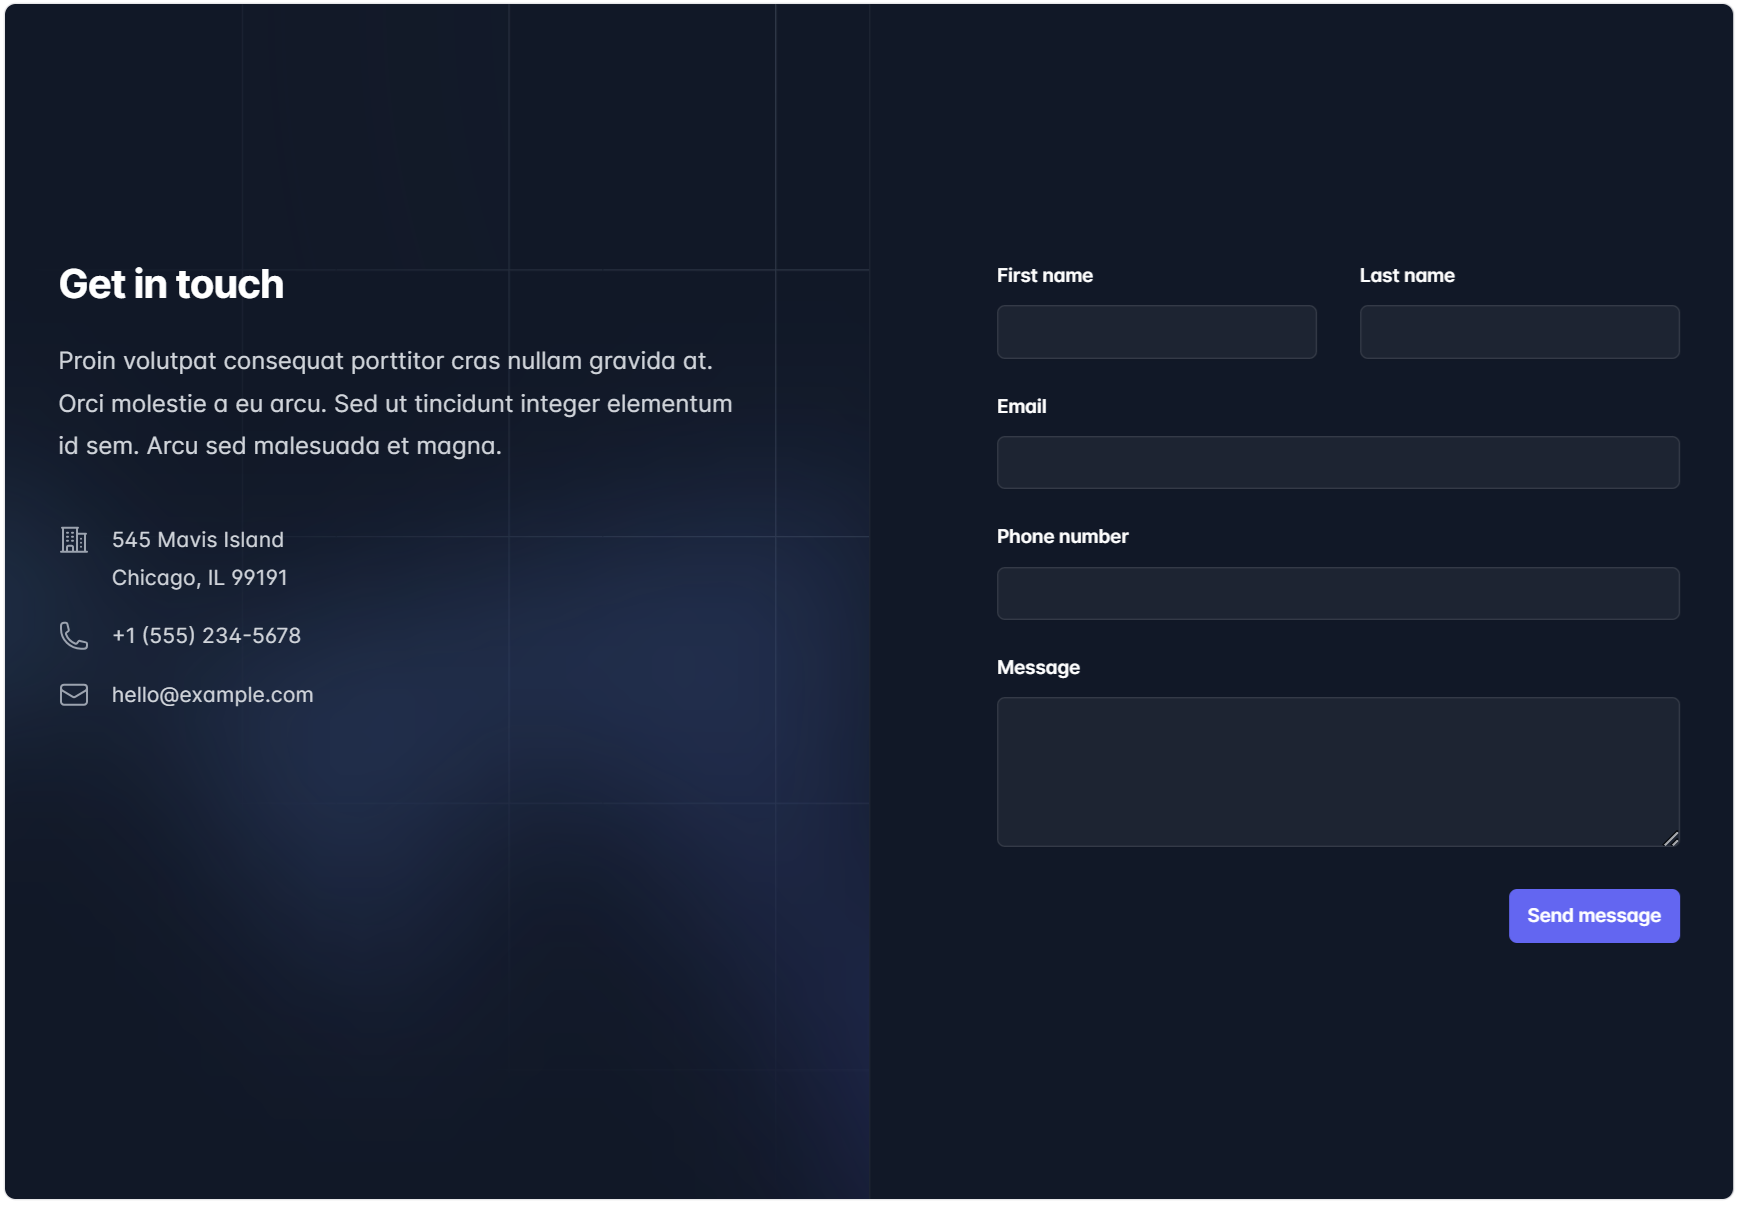 Get in touch
Proin volutpat consequat porttitor cras nullam gravida at.
Orci molestie a eu arcu. Sed ut tincidunt integer elementum
id sem. Arcu sed malesuada et magna.
545 Mavis Island
Chicago, IL 99191
+1 (555) 234-5678
hello@example.com
First name
Last name
Email
Phone number
Message
Send message